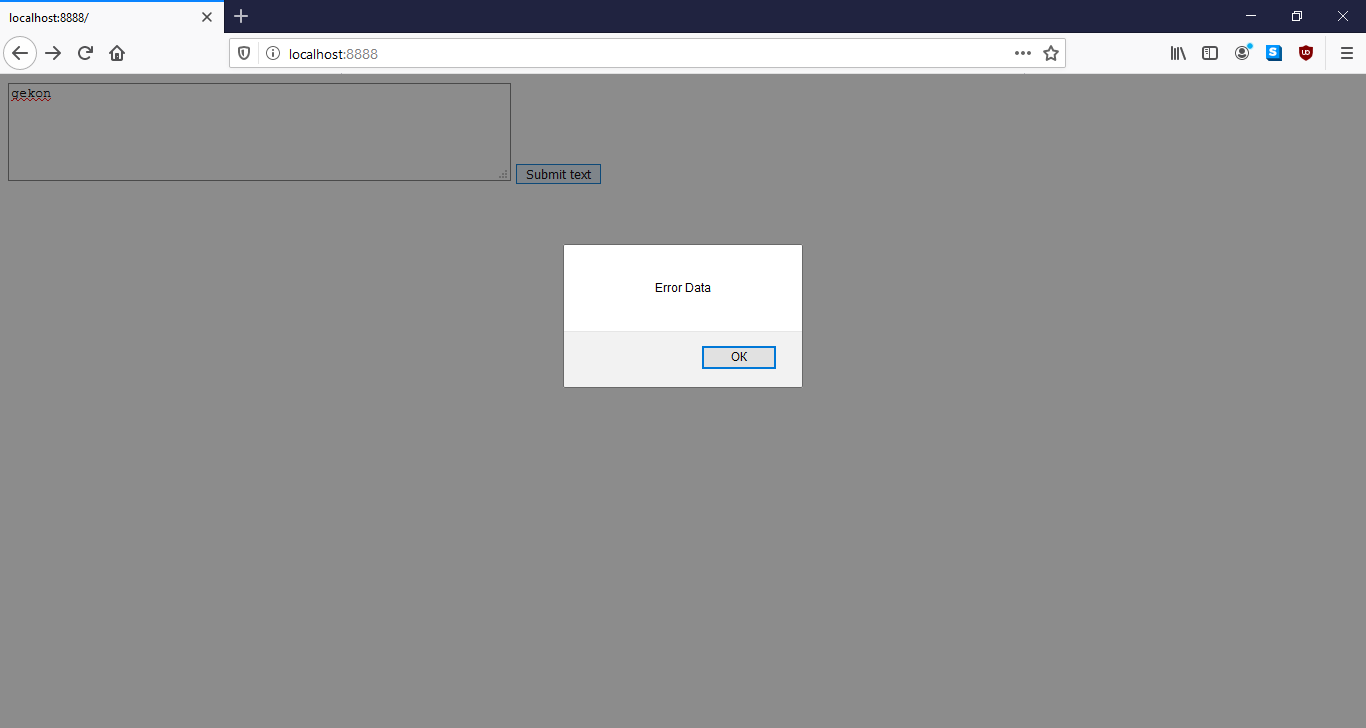 localhost:8888/
localhost:8888
gekon
Submit text
Error Data
OK